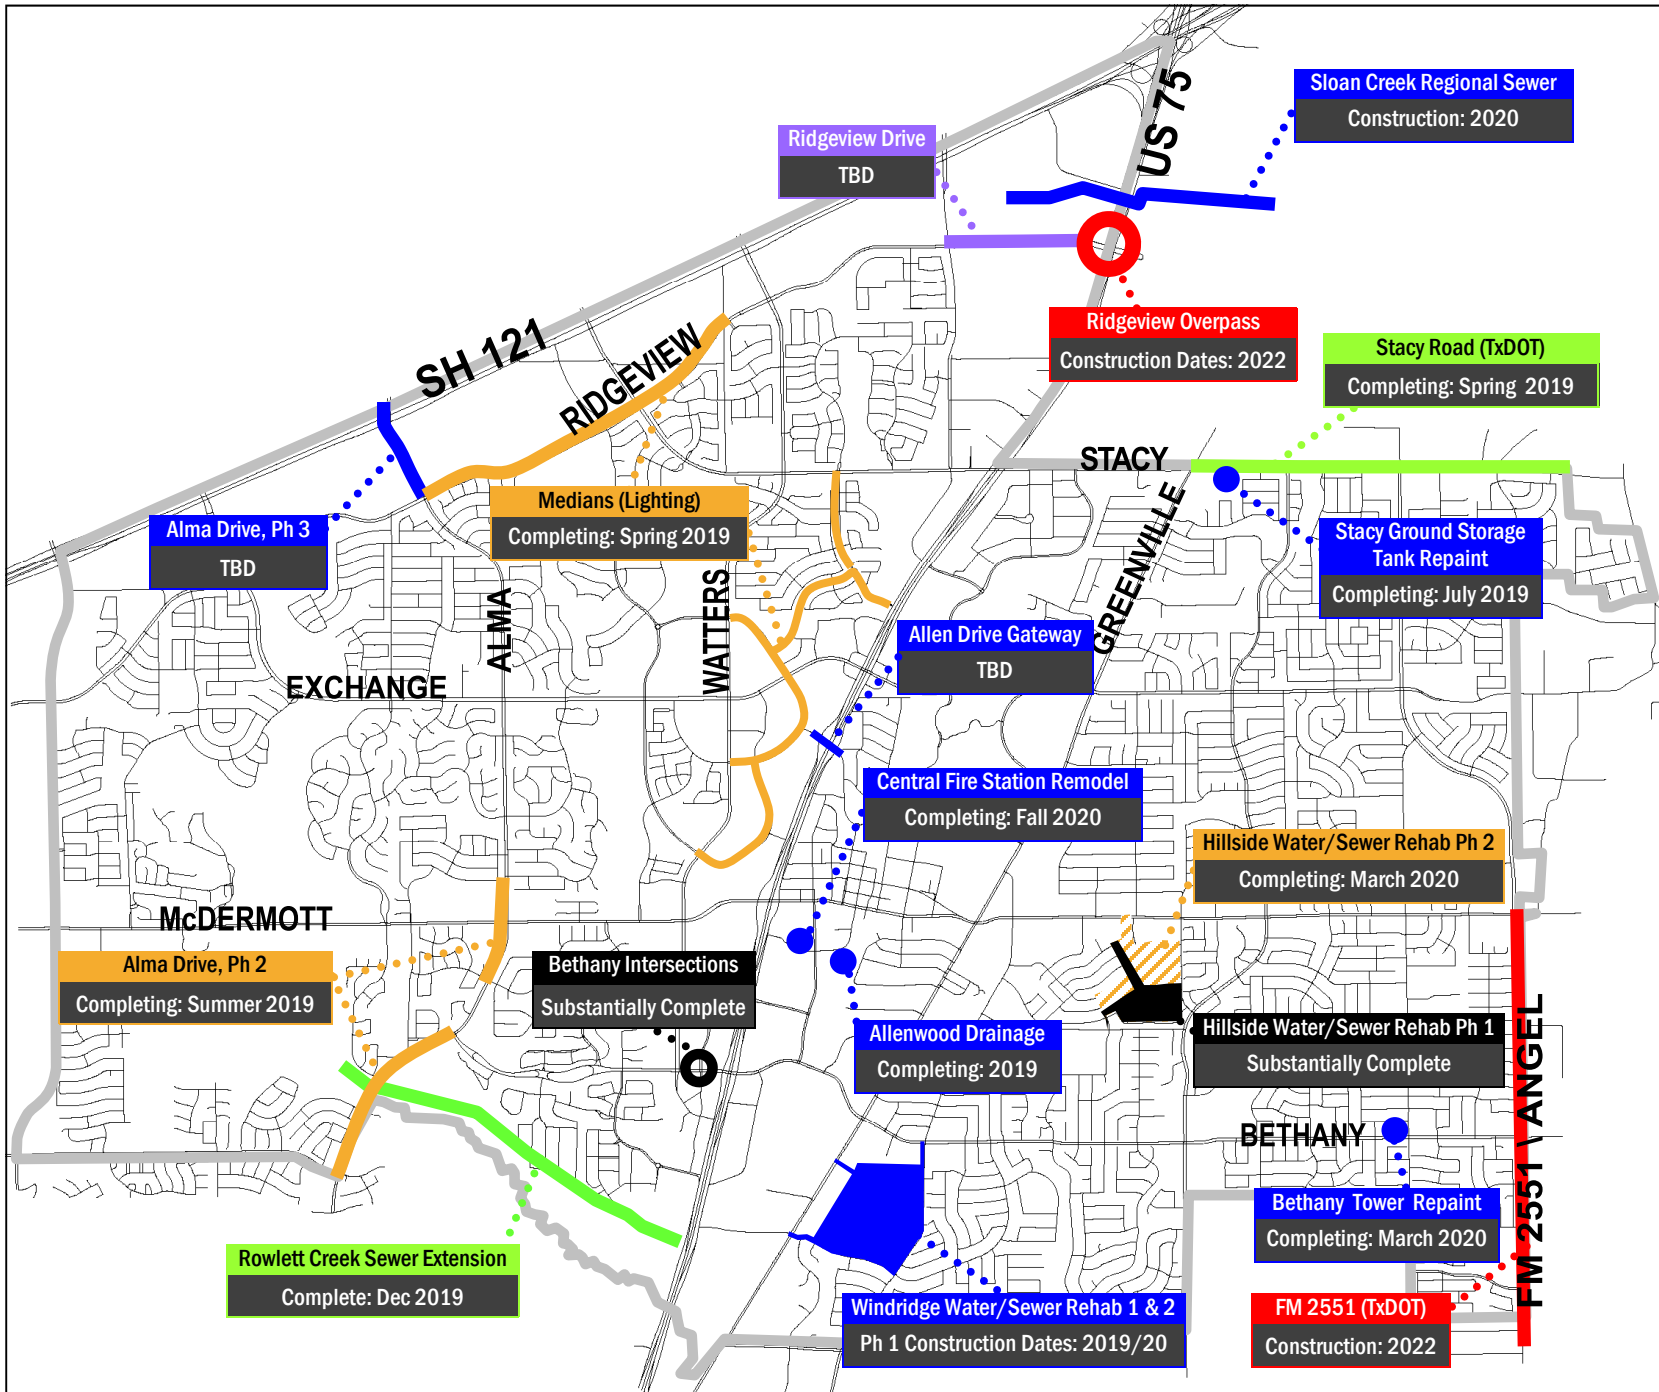 US 75
Sloan Creek Regional Sewer
Construction: 2020
Ridgeview Drive
TBD
Ridgeview Overpass
Construction Dates: 2022
Stacy Road (TxDOT)
Completing: Spring 2019
SH 121
RIDGEVIEW
STACY
Medians (Lighting)
Completing: Spring 2019
Alma Drive, Ph 3
TBD
GREENVILLE
Stacy Ground Storage
Tank Repaint
Completing: July 2019
ALMA
WATTERS
Allen Drive Gateway
TBD
EXCHANGE
Central Fire Station Remodel
Completing: Fall 2020
Hillside Water/Sewer Rehab Ph 2
Completing: March 2020
McDERMOTT
Alma Drive, Ph 2
Completing: Summer 2019
Bethany Intersections
Substantially Complete
Allenwood Drainage
Completing: 2019
Hillside Water/Sewer Rehab Ph 1
Substantially Complete
FM 2551 \ ANGEL
BETHANY
Bethany Tower Repaint
Completing: March 2020
Rowlett Creek Sewer Extension
Complete: Dec 2019
Windridge Water/Sewer Rehab 1 & 2
Ph 1 Construction Dates: 2019/20
FM 2551 (TxDOT)
Construction: 2022